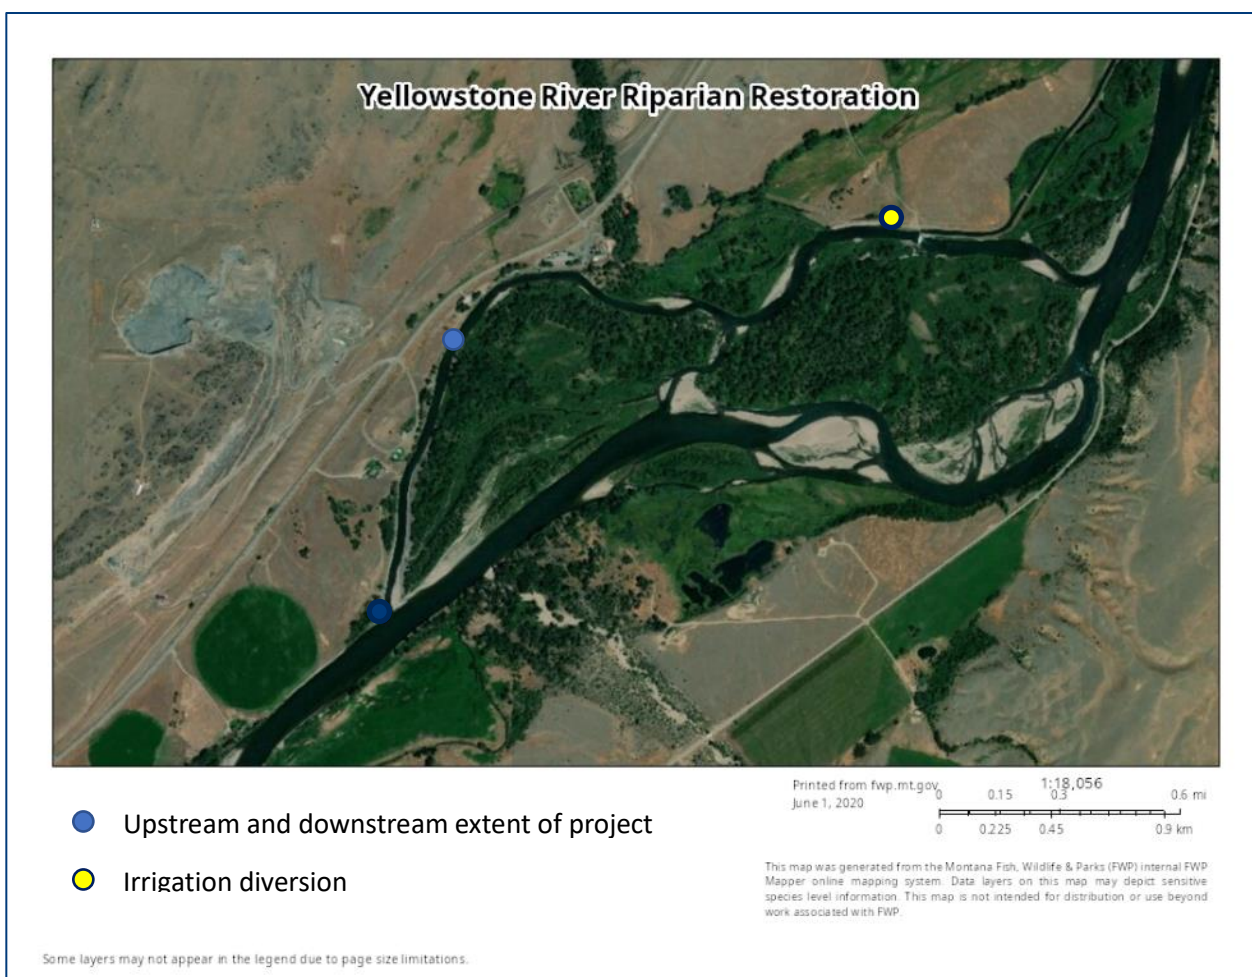 Yellowstone River Riparian Restoration
Upstream and downstream extent of project
Irrigation diversion
Printed from fwp.mt.gov
June 1, 2020
1:18,056
0 0.15 0.3 0.6 mi
0 0.225 0.45 0.9 km
This map was generated from the Montana Fish, Wildlife & Parks (FWP) internal FWP
Mapper online mapping system. Data layers on this map may depict sensitive
species level information. This map is not intended for distribution or use beyond
work associated with FWP.
Some layers may not appear in the legend due to page size limitations.